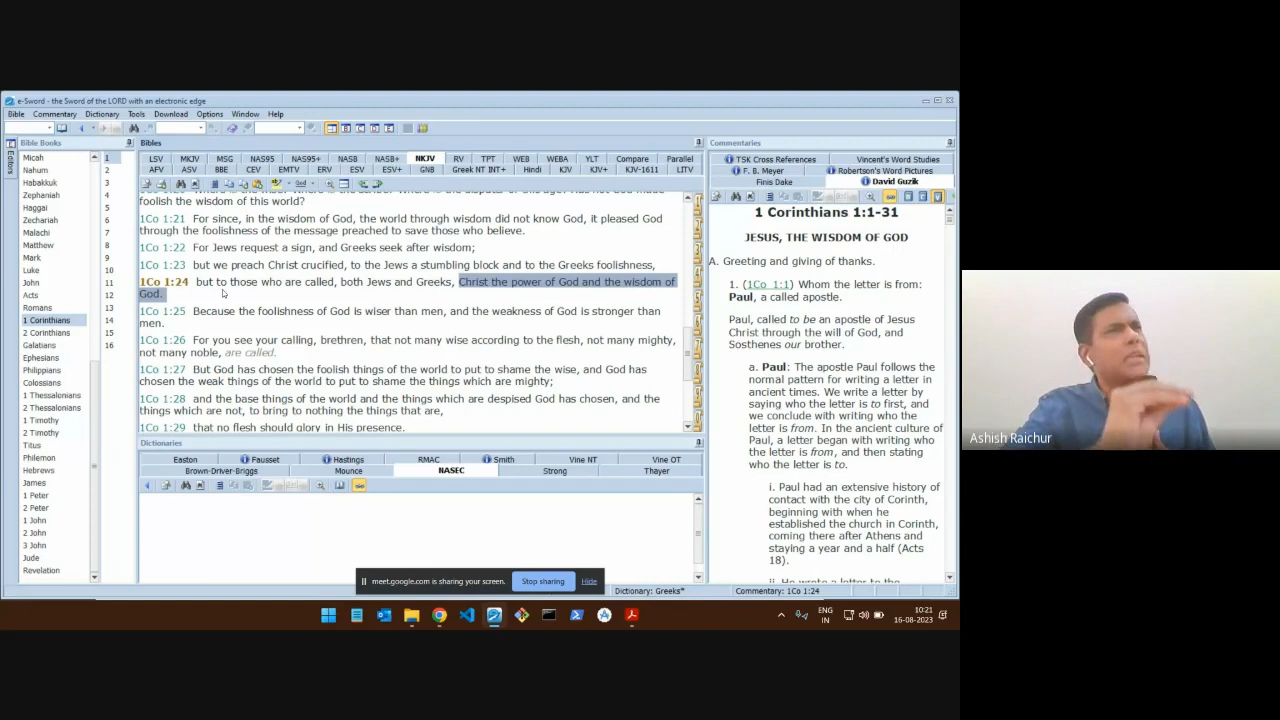 e-Sword - the Sword of the LORD with an electronic edge
Bible Commentary Dictionary Tools Download Options Window Help
Bible Books
Editors
Micah
Nahum
Habakkuk
Zephaniah
Haggai
Zechariah
Malachi
Matthew
Mark
Luke
John
Acts
Romans
1 Corinthians
2 Corinthians
Galatians
Ephesians
Philippians
Colossians
1 Thessalonians
2 Thessalonians
1 Timothy
2 Timothy
Titus
Philemon
Hebrews
James
1 Peter
2 Peter
1 John
2 John
3 John
Jude
Revelation
1
2
3
4
5
6
7
8
9
10
11
12
13
14
15
16
Bibles
LSV MKJV MSG NAS95 NAS95+ NASB NASB+ NKJV RV TPT WEB WEBA YLT Compare Parallel
AFV ASV BBE CEV EMTV ERV ESV ESV+ GNB Greek NT INT+ Hindi KJV KJV+ KJV-1611 LITV
foolish the wisdom of this world?
1Co 1:21 For since, in the wisdom of God, the world through wisdom did not know God, it pleased God
through the foolishness of the message preached to save those who believe.
1Co 1:22 For Jews request a sign, and Greeks seek after wisdom;
1Co 1:23 but we preach Christ crucified, to the Jews a stumbling block and to the Greeks foolishness,
1Co 1:24 but to those who are called, both Jews and Greeks, Christ the power of God and the wisdom of
God.
1Co 1:25 Because the foolishness of God is wiser than men, and the weakness of God is stronger than
men.
1Co 1:26 For you see your calling, brethren, that not many wise according to the flesh, not many mighty,
not many noble, are called.
1Co 1:27 But God has chosen the foolish things of the world to put to shame the wise, and God has
chosen the weak things of the world to put to shame the things which are mighty;
1Co 1:28 and the base things of the world and the things which are despised God has chosen, and the
things which are not, to bring to nothing the things that are,
1Co 1:29 that no flesh should glory in His presence.
Dictionaries
Easton Fausset Hastings RMAC Smith Vine NT Vine OT
Brown-Driver-Briggs Mounce NASEC Strong Thayer
Commentaries
TSK Cross References Vincent's Word Studies
F. B. Meyer Robertson's Word Pictures
Finis Dake David Guzik
1 Corinthians 1:1-31
JESUS, THE WISDOM OF GOD
A. Greeting and giving of thanks.
1. (1Co_1:1) Whom the letter is from:
Paul, a called apostle.
Paul, called to be an apostle of Jesus
Christ through the will of God, and
Sosthenes our brother.
a. Paul: The apostle Paul follows the
normal pattern for writing a letter in
ancient times. We write a letter by
saying who the letter is to first, and
we conclude with writing who the
letter is from. In the ancient culture of
Paul, a letter began with writing who
the letter is from, and then stating
who the letter is to.
i. Paul had an extensive history of
contact with the city of Corinth,
beginning with when he
established the church in Corinth,
coming there after Athens and
staying a year and a half (Acts
18).
ii. He wrote a letter to the
meet.google.com is sharing your screen. Stop sharing Hide
Dictionary: Greeks* Commentary: 1Co 1:24
ENG
IN
10:21
16-08-2023
Ashish Raichur